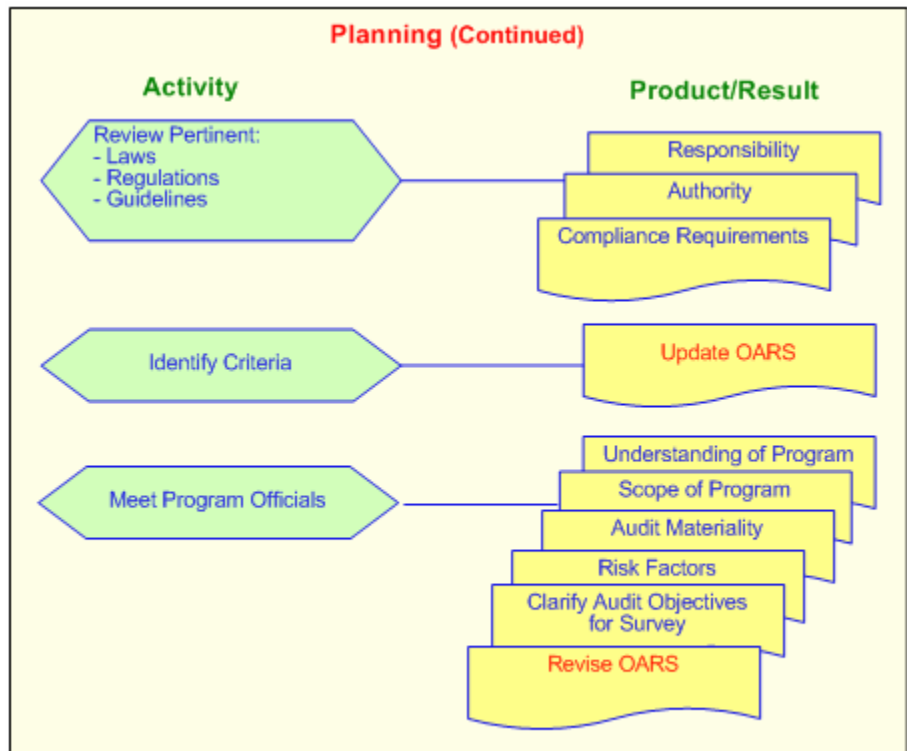 Planning (Continued)
Activity
Product/Result
Review Pertinent:
- Laws
- Regulations
- Guidelines
Responsibility
Authority
Compliance Requirements
Identify Criteria
Update OARS
Meet Program Officials
Understanding of Program
Scope of Program
Audit Materiality
Risk Factors
Clarify Audit Objectives
for Survey
Revise OARS